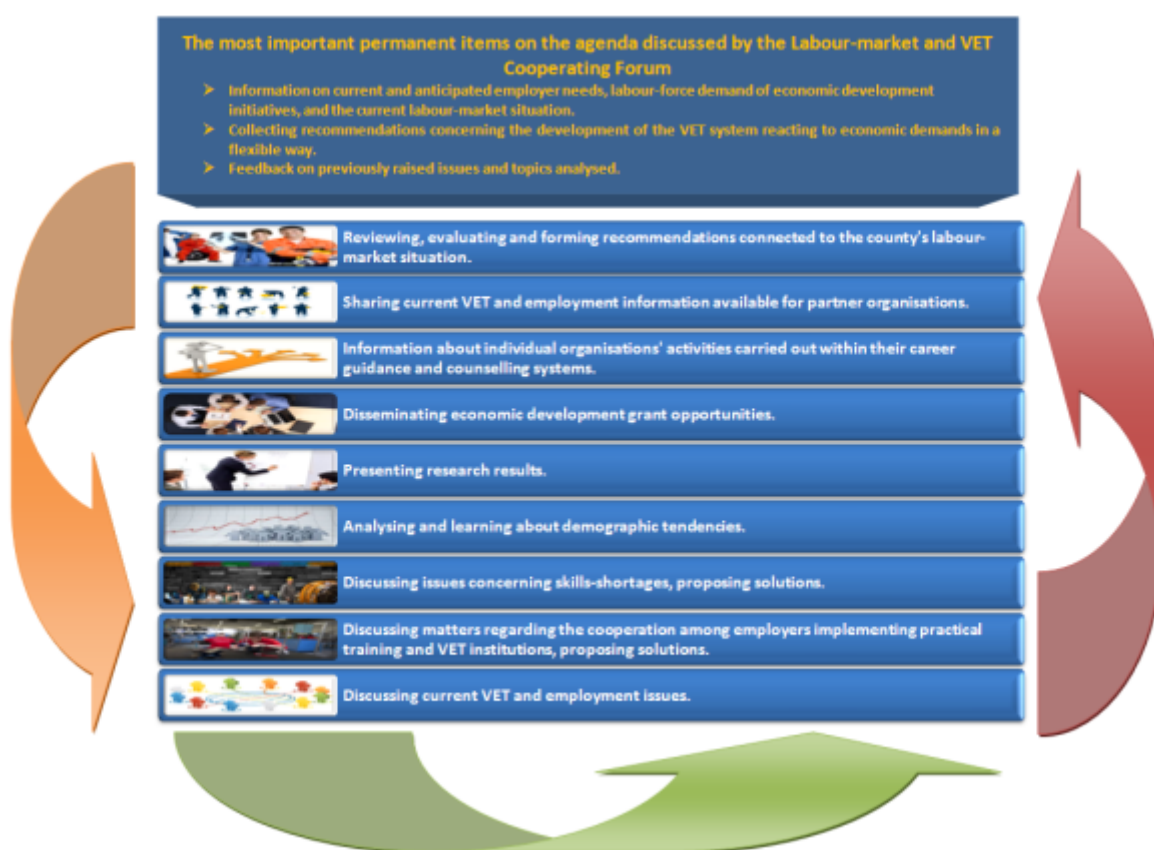 The most important permanent items on the agenda discussed by the Labour-market and VET
Cooperating Forum
➤ Information on current and anticipated employer needs, labour-force demand of economic development
initiatives, and the current labour-market situation.
➤ Collecting recommendations concerning the development of the VET system reacting to economic demands in a
flexible way.
➤ Feedback on previously raised issues and topics analysed.
Reviewing, evaluating and forming recommendations connected to the county's labour-
market situation.
Sharing current VET and employment information available for partner organisations.
Information about individual organisations' activities carried out within their career
guidance and counselling systems.
Disseminating economic development grant opportunities.
Presenting research results.
Analysing and learning about demographic tendencies.
Discussing issues concerning skills-shortages, proposing solutions.
Discussing matters regarding the cooperation among employers implementing practical
training and VET institutions, proposing solutions.
Discussing current VET and employment issues.